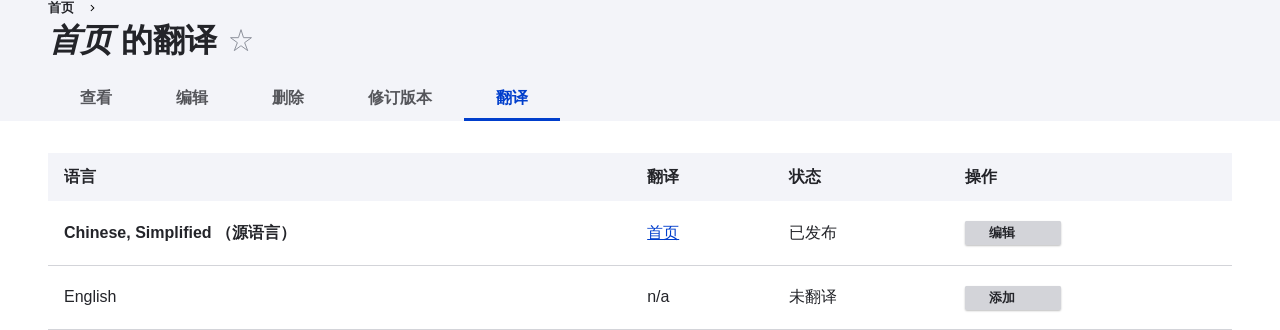 首页 ›
首页 的翻译 ☆
查看 编辑 删除 修订版本 翻译
语言 翻译 状态 操作
Chinese, Simplified （源语言） 首页 已发布 编辑
English n/a 未翻译 添加